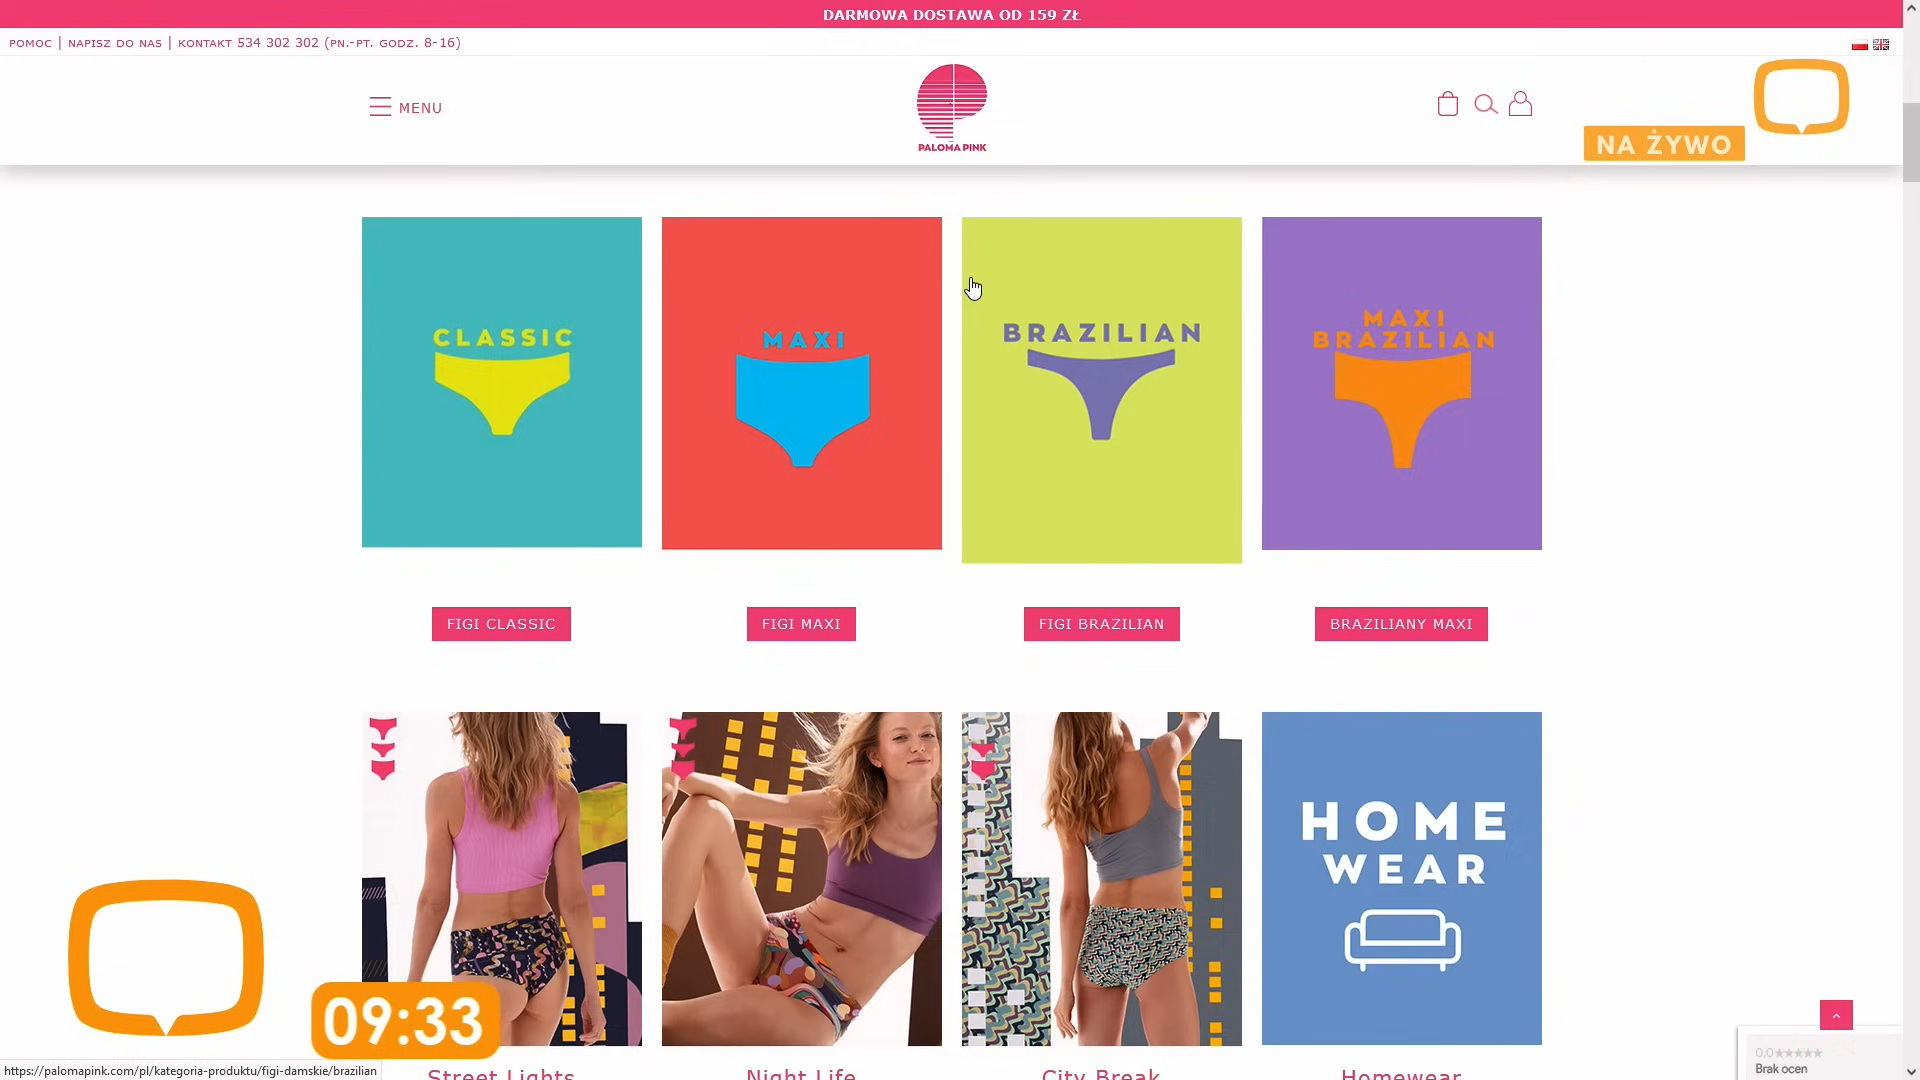 DARMOWA DOSTAWA OD 159 ZŁ
POMOC | NAPISZ DO NAS | KONTAKT 534 302 302 (PN.-PT. GODZ. 8-16)
MENU
PALOMA PINK
NA ŻYWO
CLASSIC
MAXI
BRAZILIAN
MAXI
BRAZILIAN
FIGI CLASSIC
FIGI MAXI
FIGI BRAZILIAN
BRAZILIANY MAXI
HOME
WEAR
09:33
Street Lights
Night Life
City Break
Homewear
0,0★★★★★
Brak ocen
https://palomapink.com/pl/kategoria-produktu/figi-damskie/brazilian